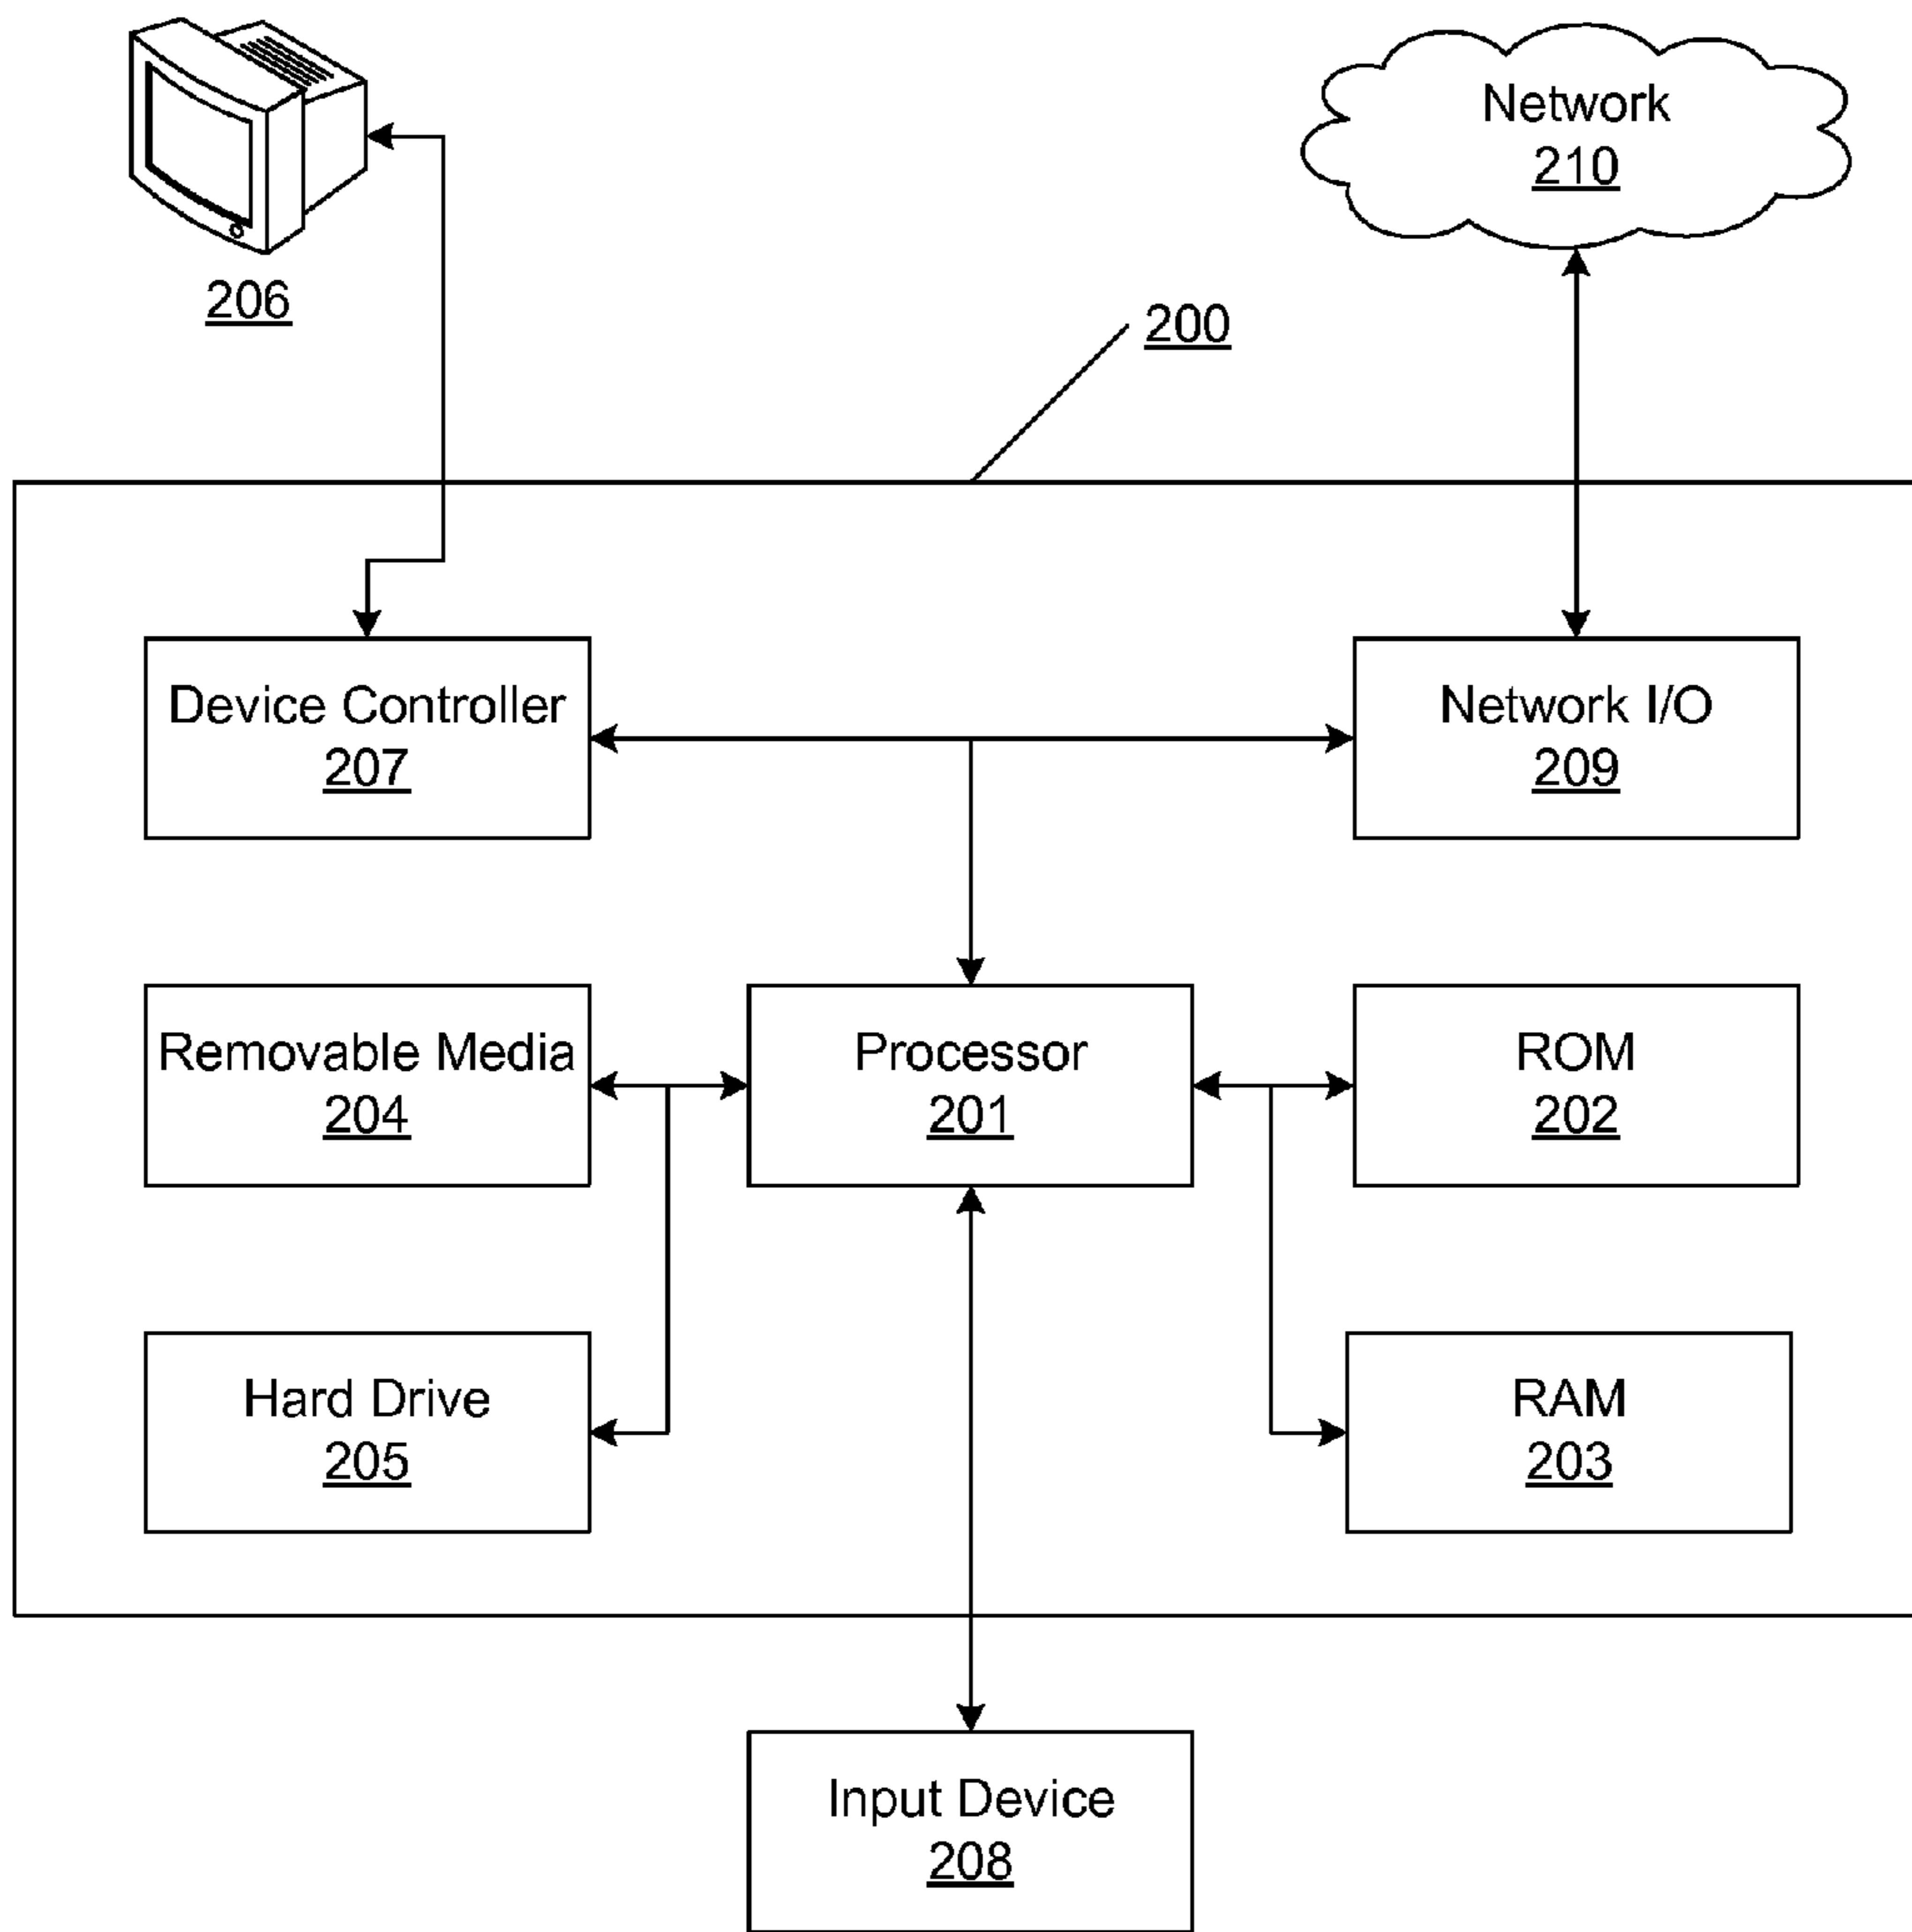 Network
210
206
200
Device Controller
207
Network I/O
209
Removable Media
204
Processor
201
ROM
202
Hard Drive
205
RAM
203
Input Device
208